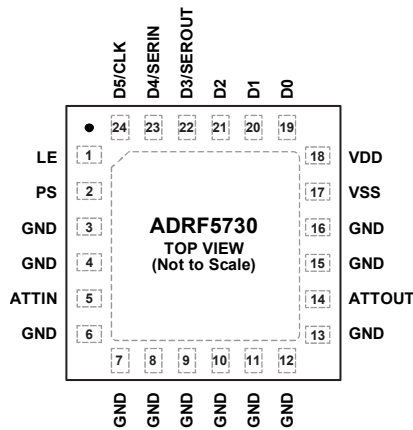 D5/CLK
D4/SERIN
D3/SEROUT
D2
D1
D0
24 23 22 21 20 19
LE 1
PS 2
GND 3
GND 4
ATTIN 5
GND 6
18 VDD
17 VSS
16 GND
15 GND
14 ATTOUT
13 GND
ADRF5730
TOP VIEW
(Not to Scale)
7 8 9 10 11 12
GND
GND
GND
GND
GND
GND